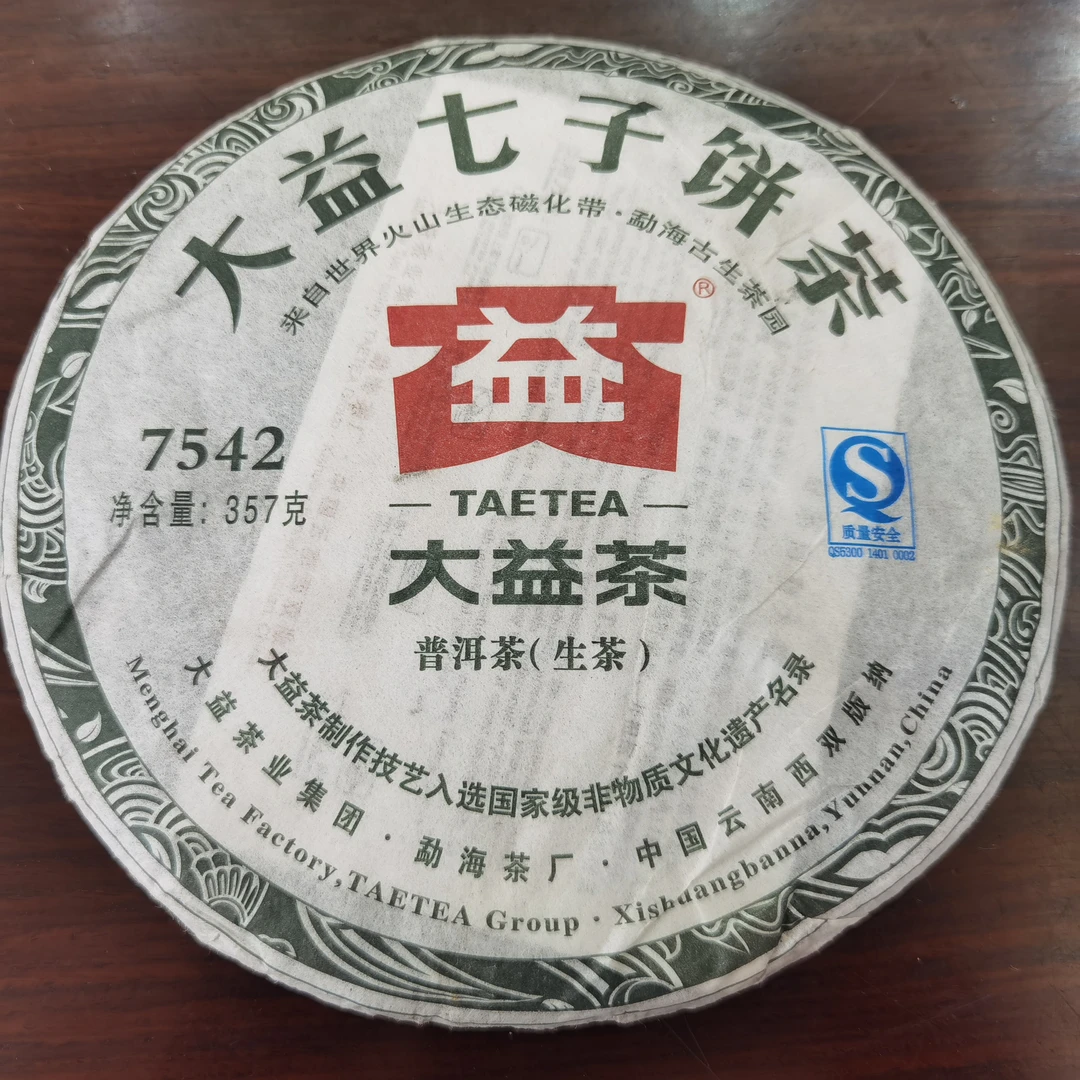 大益七子饼茶
来自世界火山生态磁化带·勐海古生茶园
益
®
7542
净含量: 357克
— TAETEA —
大益茶
普洱茶(生茶)
质量安全
QS5300 1401 0002
大益茶制作技艺入选国家级非物质文化遗产名录
大益茶业集团·勐海茶厂·中国云南西双版纳
Menghai Tea Factory,TAETEA Group · Xishuangbanna,Yunnan,China